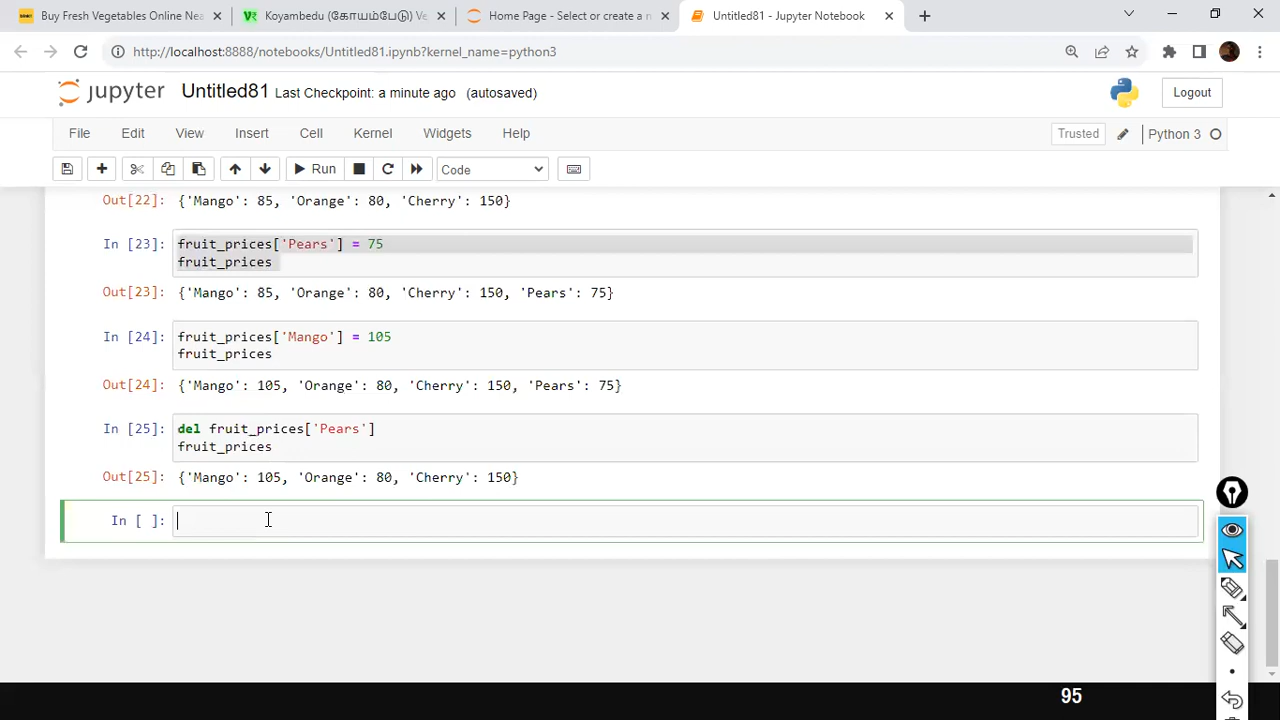 Buy Fresh Vegetables Online Ne
Koyambedu (கோயம்பேடு) Ve
Home Page - Select or create a n
Untitled81 - Jupyter Notebook
http://localhost:8888/notebooks/Untitled81.ipynb?kernel_name=python3
jupyter Untitled81 Last Checkpoint: a minute ago (autosaved)
Logout
File Edit View Insert Cell Kernel Widgets Help
Trusted Python 3
Run Code
Out[22]: {'Mango': 85, 'Orange': 80, 'Cherry': 150}
In [23]: fruit_prices['Pears'] = 75
fruit_prices
Out[23]: {'Mango': 85, 'Orange': 80, 'Cherry': 150, 'Pears': 75}
In [24]: fruit_prices['Mango'] = 105
fruit_prices
Out[24]: {'Mango': 105, 'Orange': 80, 'Cherry': 150, 'Pears': 75}
In [25]: del fruit_prices['Pears']
fruit_prices
Out[25]: {'Mango': 105, 'Orange': 80, 'Cherry': 150}
In [ ]:
95